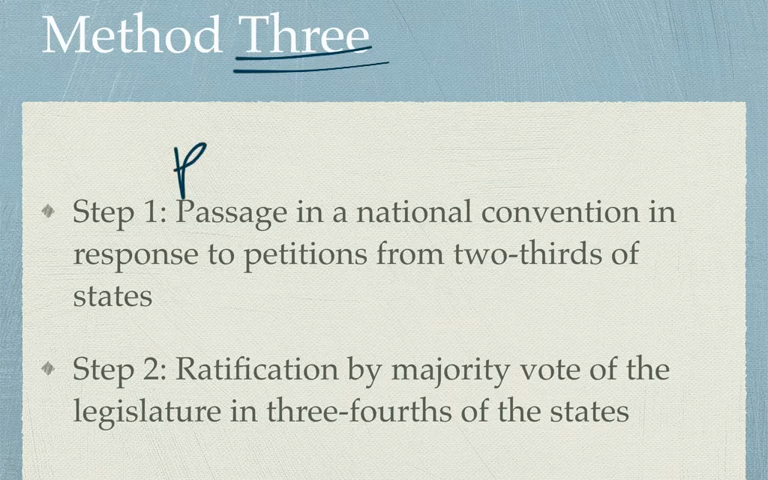 Method Three
P
Step 1: Passage in a national convention in
response to petitions from two-thirds of
states
Step 2: Ratification by majority vote of the
legislature in three-fourths of the states